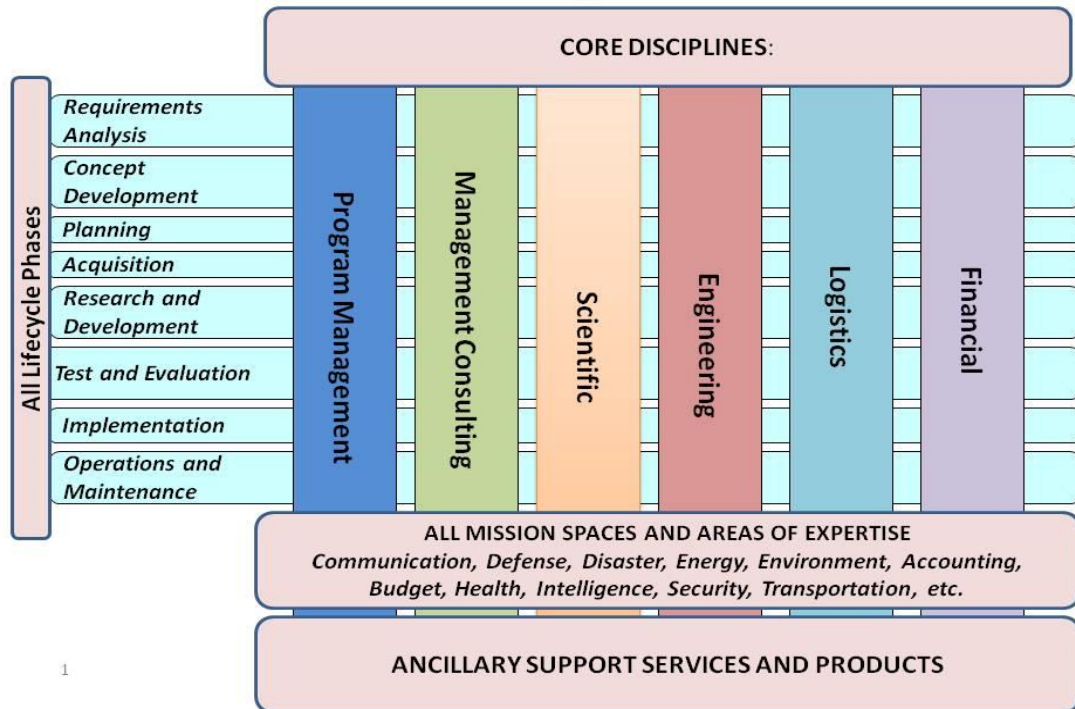 CORE DISCIPLINES:
All Lifecycle Phases
Requirements
Analysis
Concept
Development
Planning
Acquisition
Research and
Development
Test and Evaluation
Implementation
Operations and
Maintenance
Program Management
Management Consulting
Scientific
Engineering
Logistics
Financial
ALL MISSION SPACES AND AREAS OF EXPERTISE
Communication, Defense, Disaster, Energy, Environment, Accounting,
Budget, Health, Intelligence, Security, Transportation, etc.
ANCILLARY SUPPORT SERVICES AND PRODUCTS
1